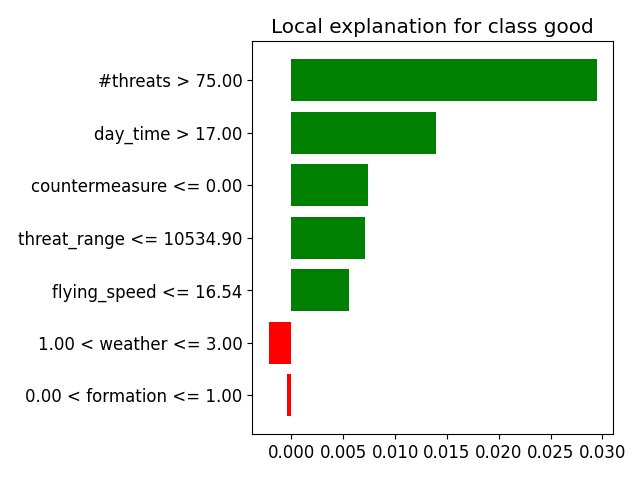 Local explanation for class good
#threats > 75.00
day_time > 17.00
countermeasure <= 0.00
threat_range <= 10534.90
flying_speed <= 16.54
1.00 < weather <= 3.00
0.00 < formation <= 1.00
0.000 0.005 0.010 0.015 0.020 0.025 0.030